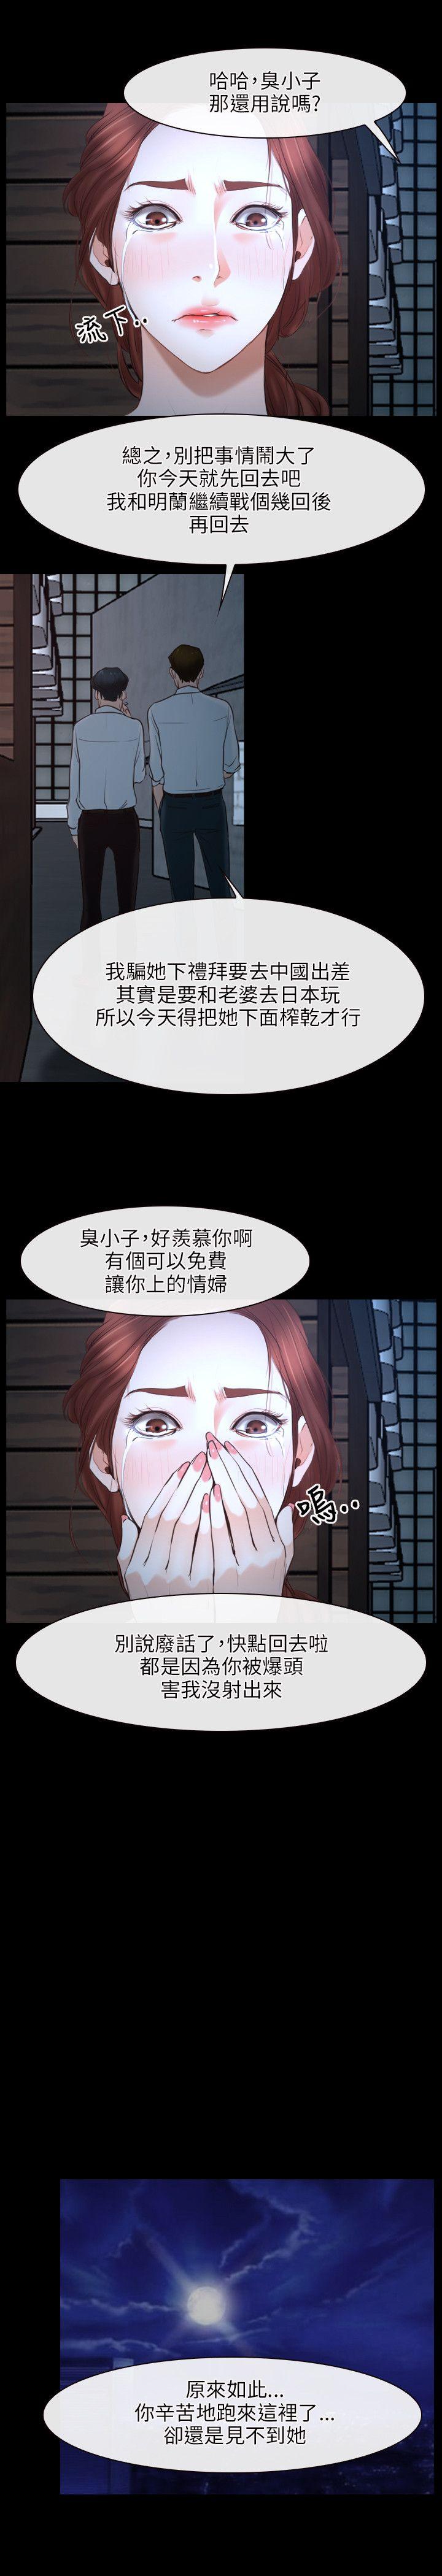 哈哈，臭小子
那還用說嗎?
流下..
總之，別把事情鬧大了
你今天就先回去吧
我和明蘭繼續戰個幾回後
再回去
我騙她下禮拜要去中國出差
其實是要和老婆去日本玩
所以今天得把她下面榨乾才行
臭小子，好羨慕你啊
有個可以免費
讓你上的情婦
嗚..
別說廢話了，快點回去啦
都是因為你被爆頭
害我沒射出來
原來如此...
你辛苦地跑來這裡了...
卻還是見不到她